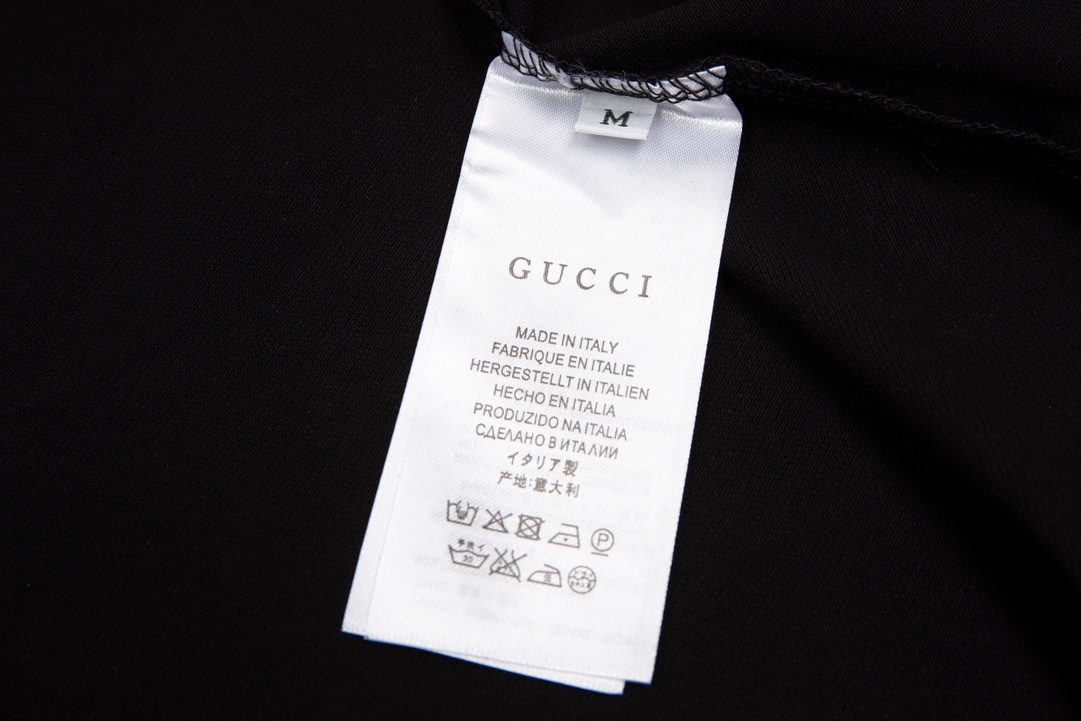 M
GUCCI
MADE IN ITALY
FABRIQUE EN ITALIE
HERGESTELLT IN ITALIEN
HECHO EN ITALIA
PRODUZIDO NA ITALIA
СДЕЛАНО В ИТАЛИИ
イタリア製
产地:意大利
P
30